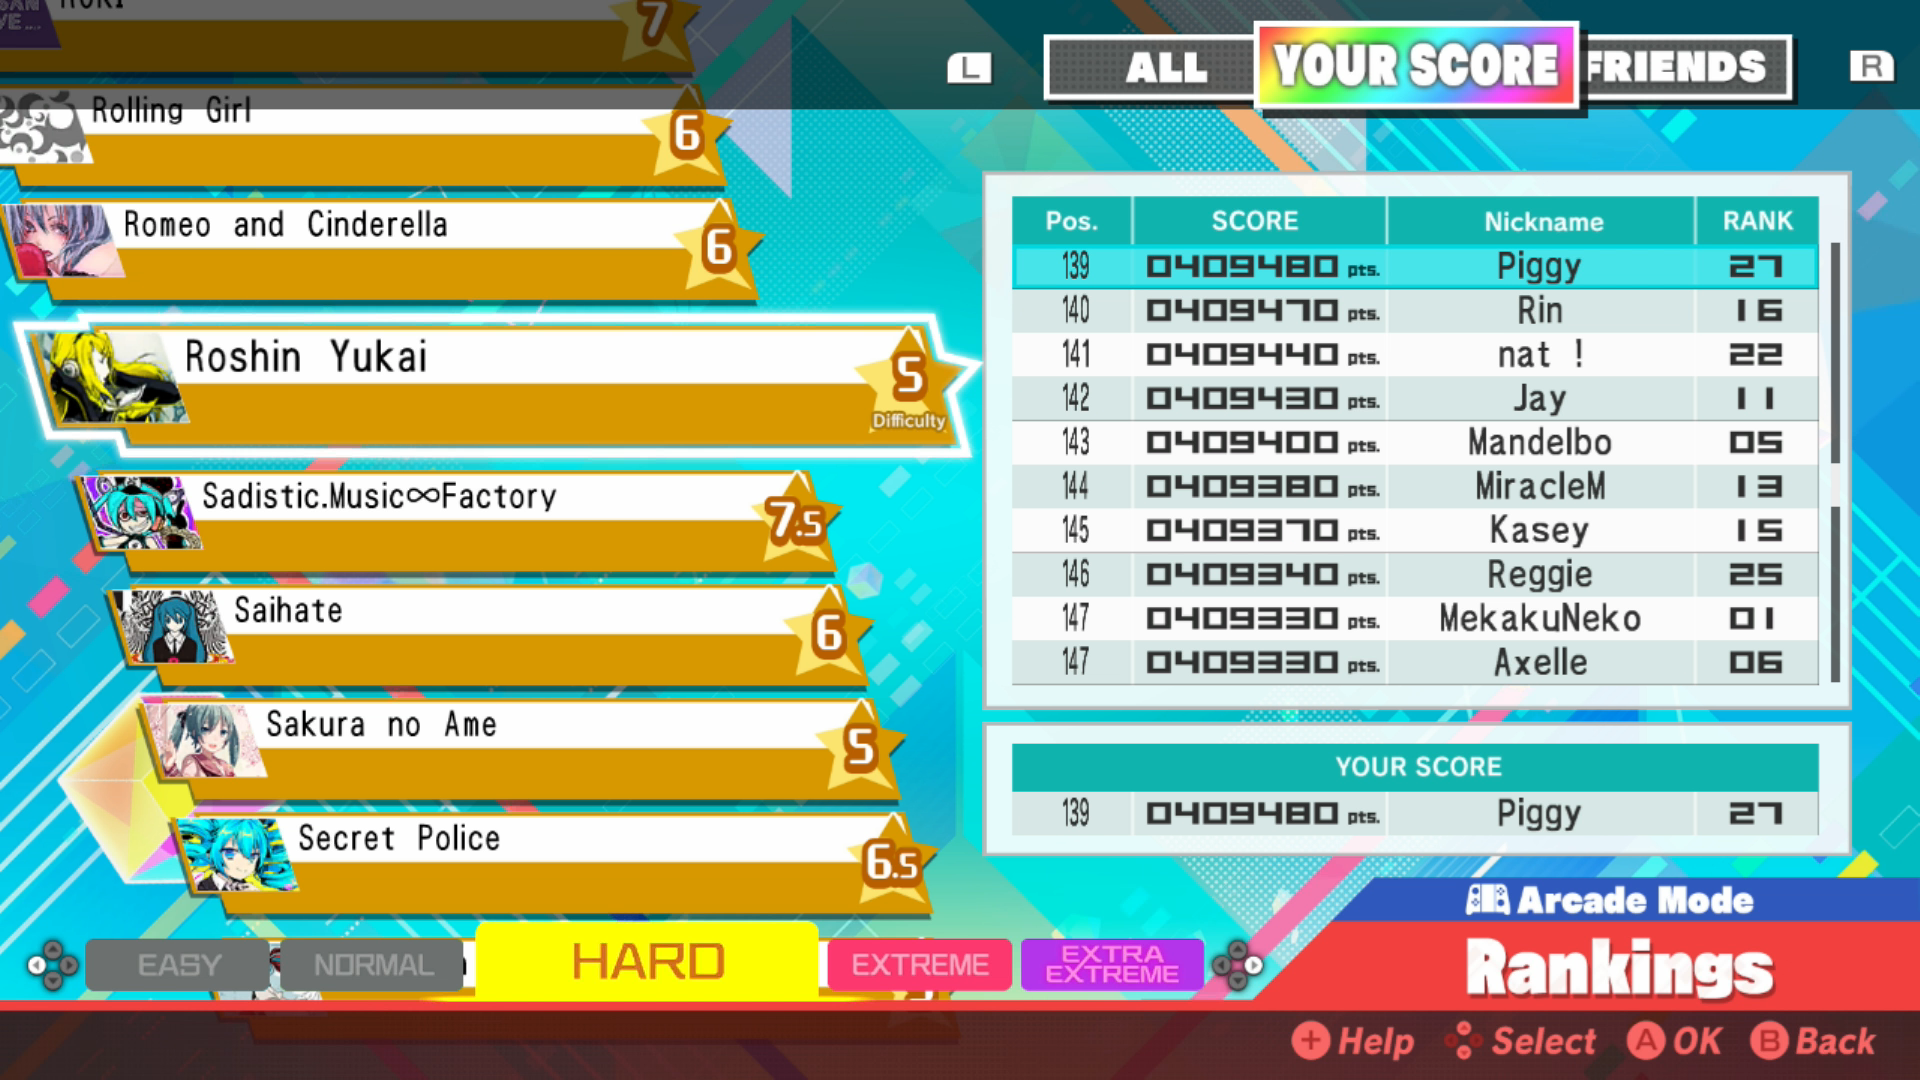 7
L
ALL
YOUR SCORE
FRIENDS
R
Rolling Girl
6
Romeo and Cinderella
6
Roshin Yukai
5
Difficulty
Sadistic.Music∞Factory
7.5
Saihate
6
Sakura no Ame
5
Secret Police
6.5
Pos. SCORE Nickname RANK
139 0409480 pts. Piggy 27
140 0409470 pts. Rin 16
141 0409440 pts. nat ! 22
142 0409430 pts. Jay 11
143 0409400 pts. Mandelbo 05
144 0409380 pts. MiracleM 13
145 0409370 pts. Kasey 15
146 0409340 pts. Reggie 25
147 0409330 pts. MekakuNeko 01
147 0409330 pts. Axelle 06
YOUR SCORE
139 0409480 pts. Piggy 27
Arcade Mode
Rankings
EASY
NORMAL
HARD
EXTREME
EXTRA
EXTREME
+ Help
Select
A OK
B Back